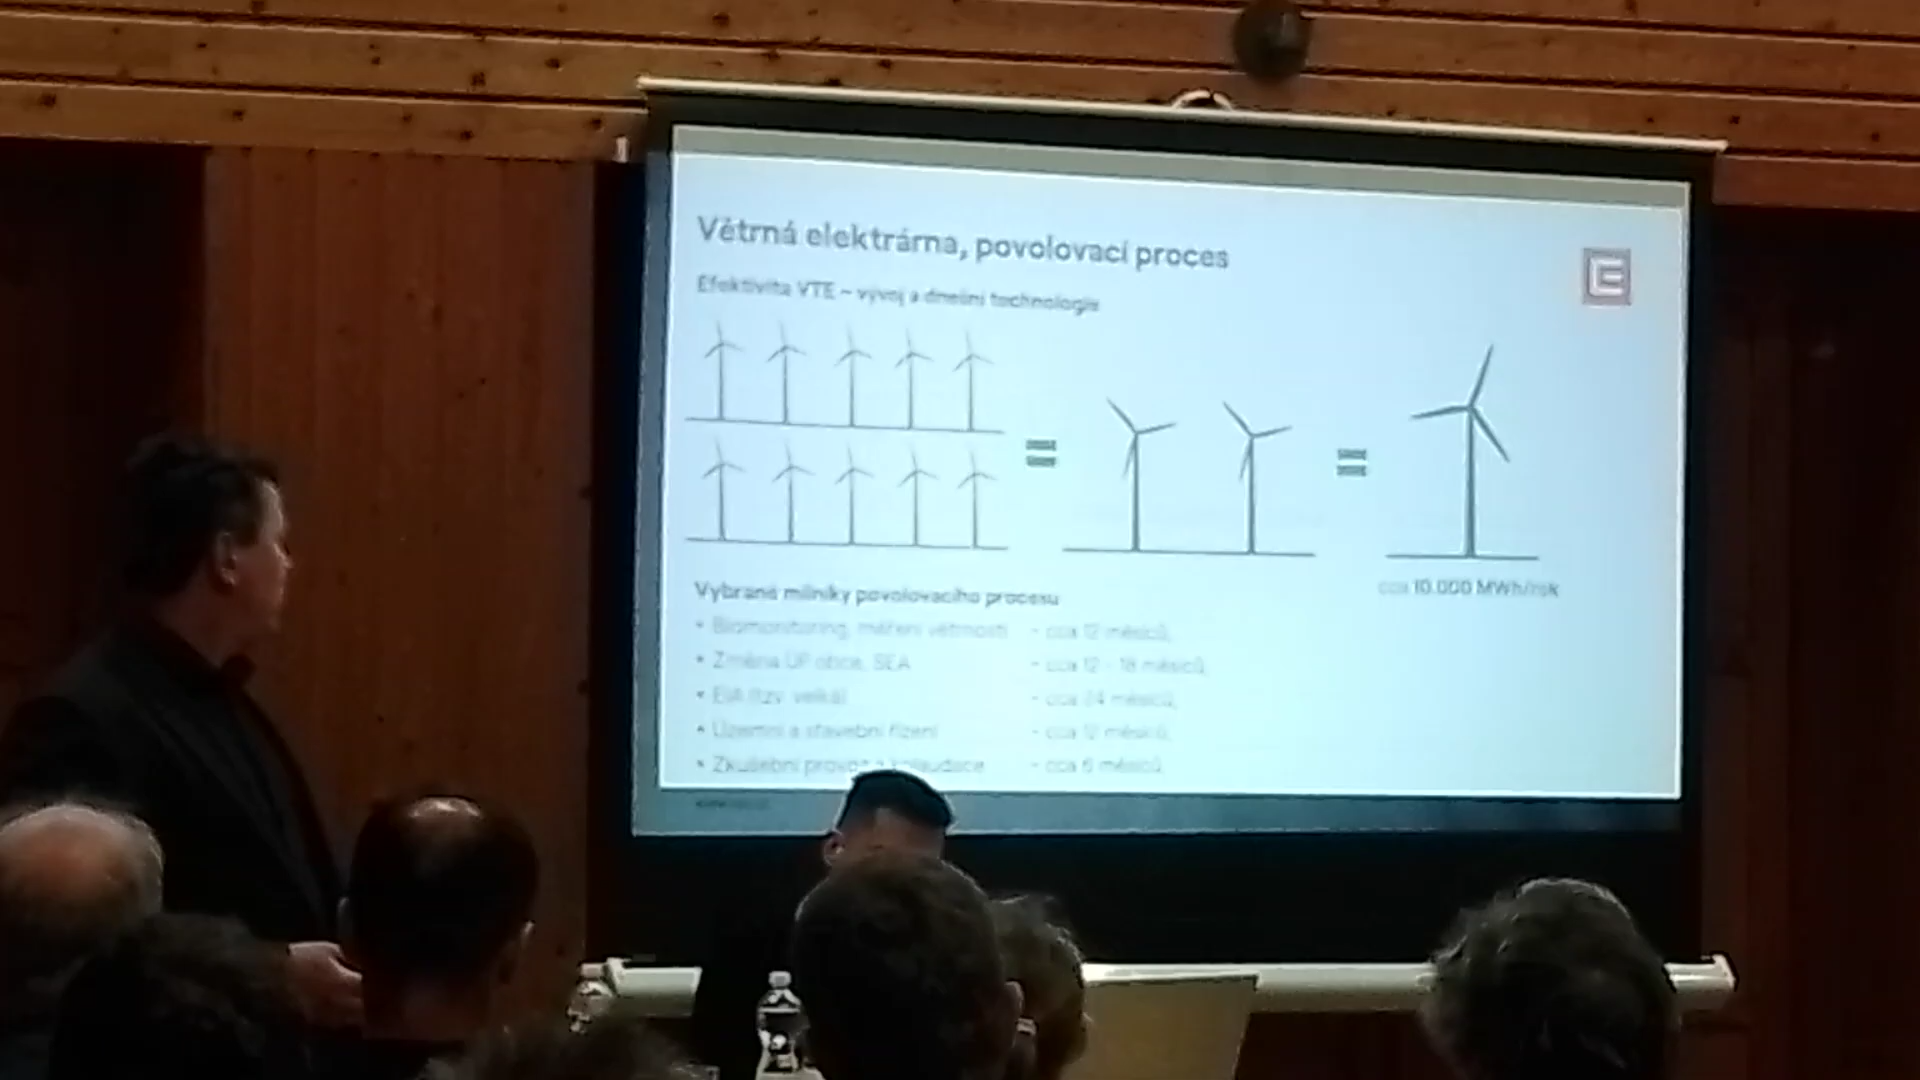 Větrná elektrárna, povolovací proces
Efektivita VTE – vývoj a dnešní technologie
cca 10.000 MWh/rok
Vybrané milníky povolovacího procesu
• Biomonitoring, měření větrnosti - cca 12 měsíců,
• Změna ÚP obce, SEA - cca 12 - 18 měsíců,
• EIA (tzv. velká) - cca 24 měsíců,
• Územní a stavební řízení - cca 12 měsíců,
• Zkušební provoz a kolaudace - cca 6 měsíců